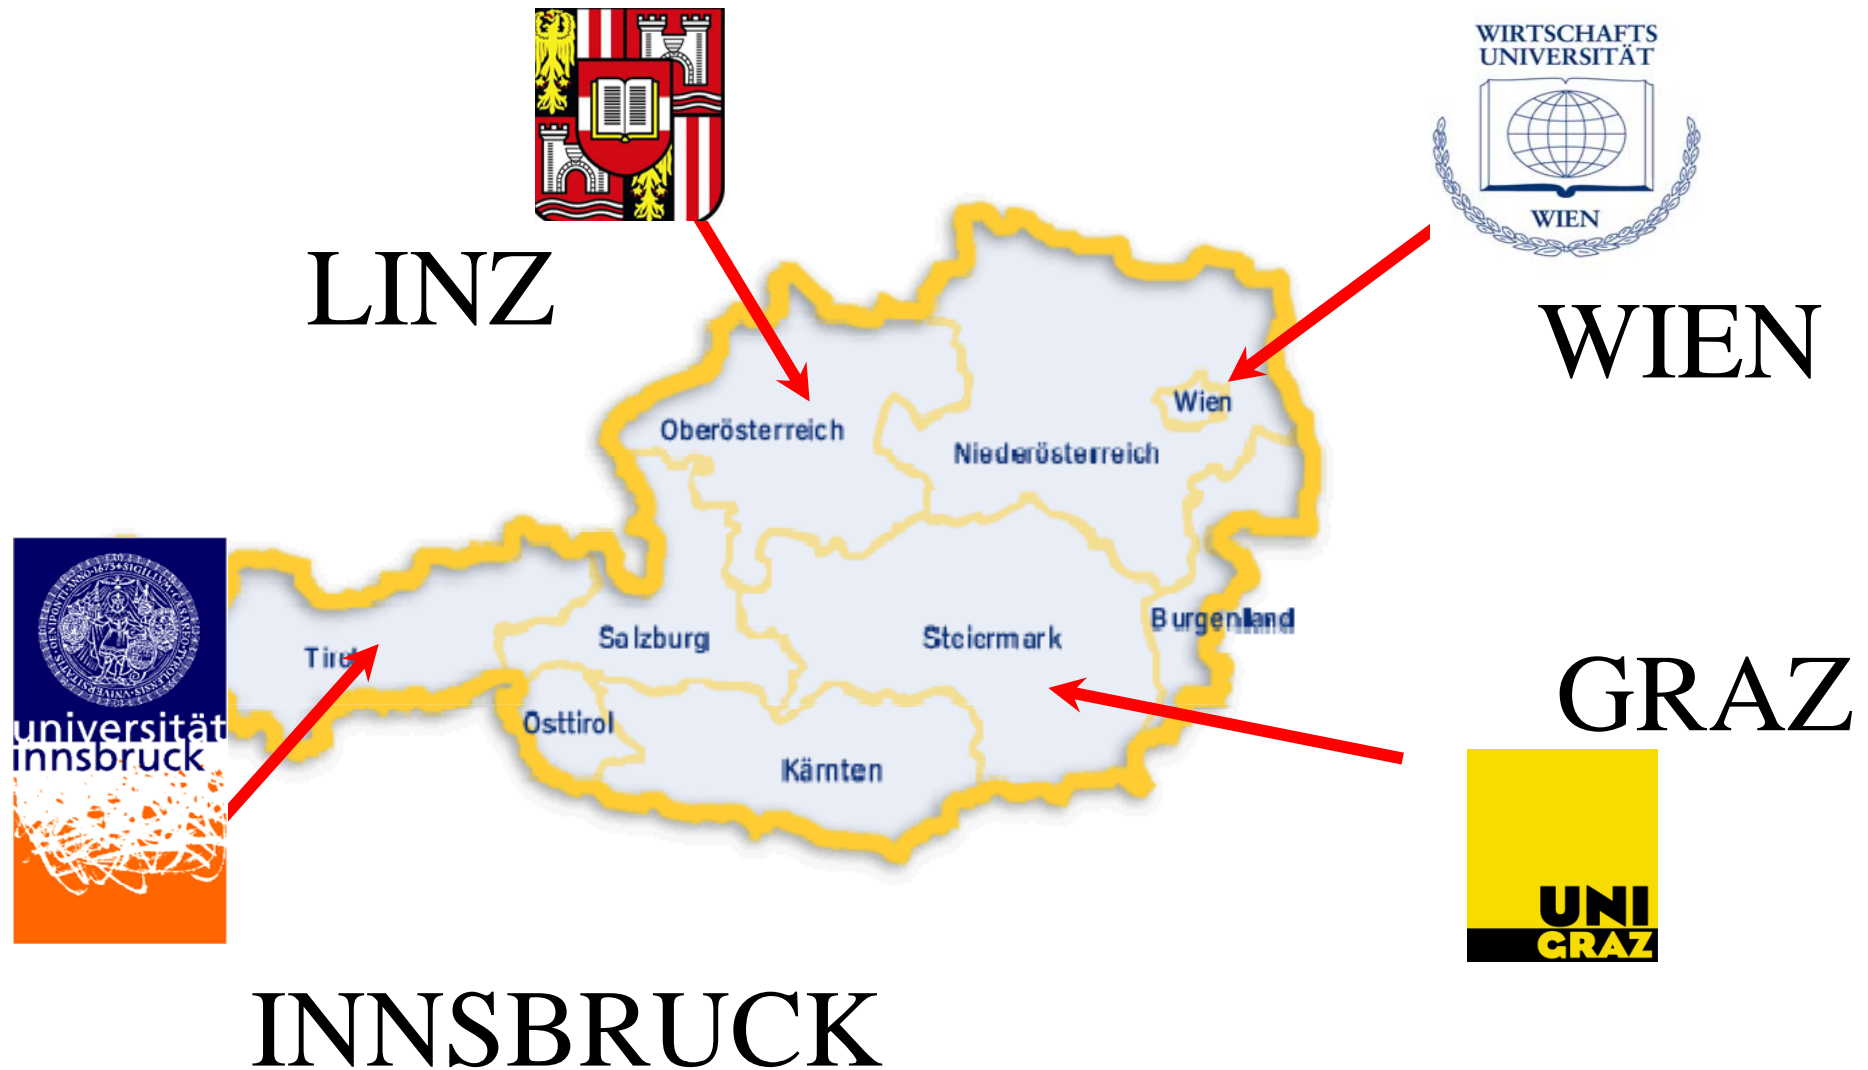 WIRTSCHAFTS
UNIVERSITÄT
WIEN
LINZ
WIEN
Wien
Oberösterreich
Niederösterreich
Burgenland
Salzburg
Steiermark
Tirol
Osttirol
Kärnten
universität
innsbruck
GRAZ
UNI
GRAZ
INNSBRUCK